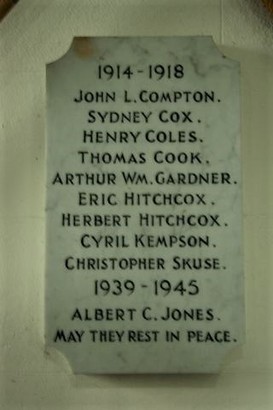 1914-1918
JOHN L. COMPTON.
SYDNEY COX.
HENRY COLES.
THOMAS COOK.
ARTHUR WM. GARDNER.
ERIC HITCHCOX.
HERBERT HITCHCOX.
CYRIL KEMPSON.
CHRISTOPHER SKUSE.
1939-1945
ALBERT C. JONES.
MAY THEY REST IN PEACE.